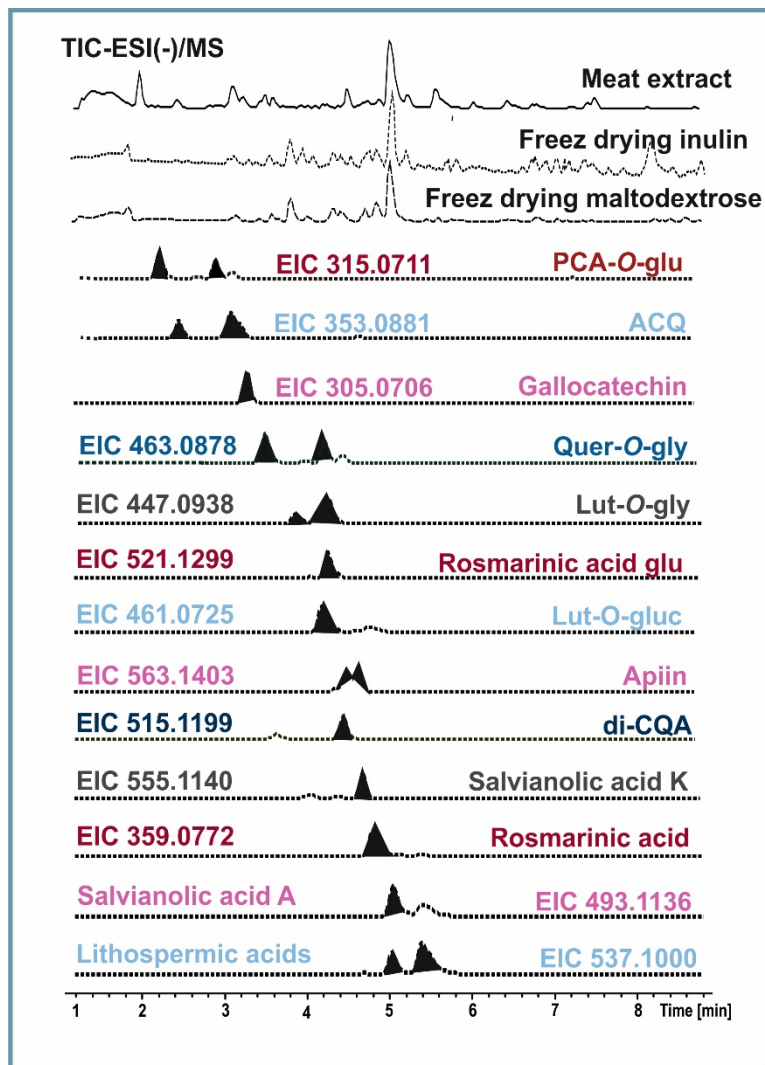 TIC-ESI(-)/MS
Meat extract
Freez drying inulin
Freez drying maltodextrose
EIC 315.0711 PCA-O-glu
EIC 353.0881 ACQ
EIC 305.0706 Gallocatechin
EIC 463.0878 Quer-O-gly
EIC 447.0938 Lut-O-gly
EIC 521.1299 Rosmarinic acid glu
EIC 461.0725 Lut-O-gluc
EIC 563.1403 Apiin
EIC 515.1199 di-CQA
EIC 555.1140 Salvianolic acid K
EIC 359.0772 Rosmarinic acid
Salvianolic acid A EIC 493.1136
Lithospermic acids EIC 537.1000
1 2 3 4 5 6 7 8 Time [min]